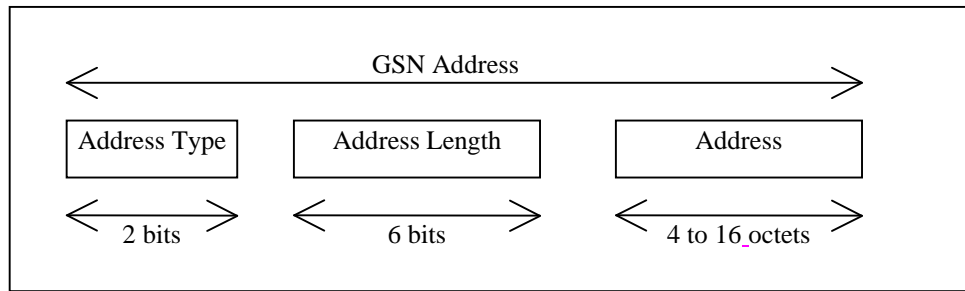 GSN Address
Address Type Address Length Address
2 bits 6 bits 4 to 16 octets